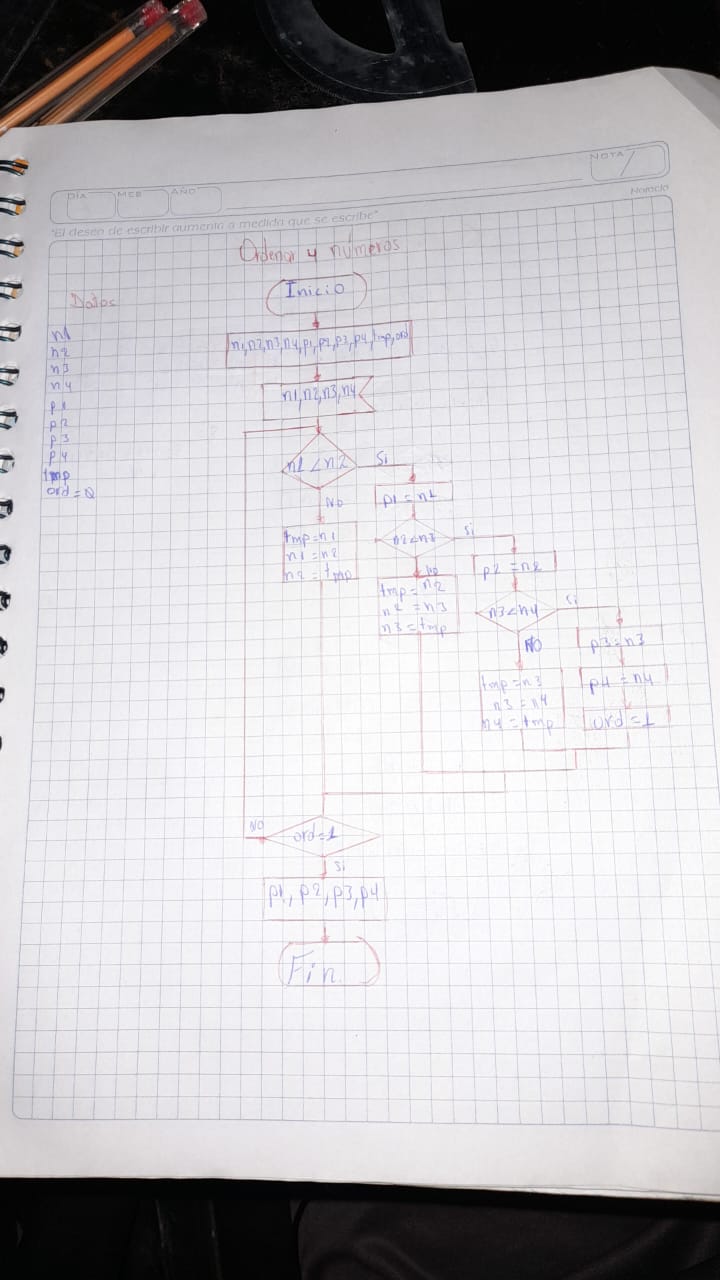 NOTA
DIA MES AÑO
Noracio
"El deseo de escribir aumenta a medida que se escribe"
Ordenar 4 números
Datos
n1
n2
n3
n4
p1
p2
p3
p4
tmp
ord = 0
Inicio
n1,n2,n3,n4,p1,p2,p3,p4,tmp,ord
n1,n2,n3,n4
n1 < n2
Si
No
p1 = n1
tmp = n1
n1 = n2
n2 = tmp
n2 < n3
Si
No
p2 = n2
tmp = n2
n2 = n3
n3 = tmp
n3 < n4
Si
NO
p3 = n3
tmp = n3
n3 = n4
n4 = tmp
p4 = n4
ord = 1
ord = 1
NO
Si
p1, p2, p3, p4
Fin.